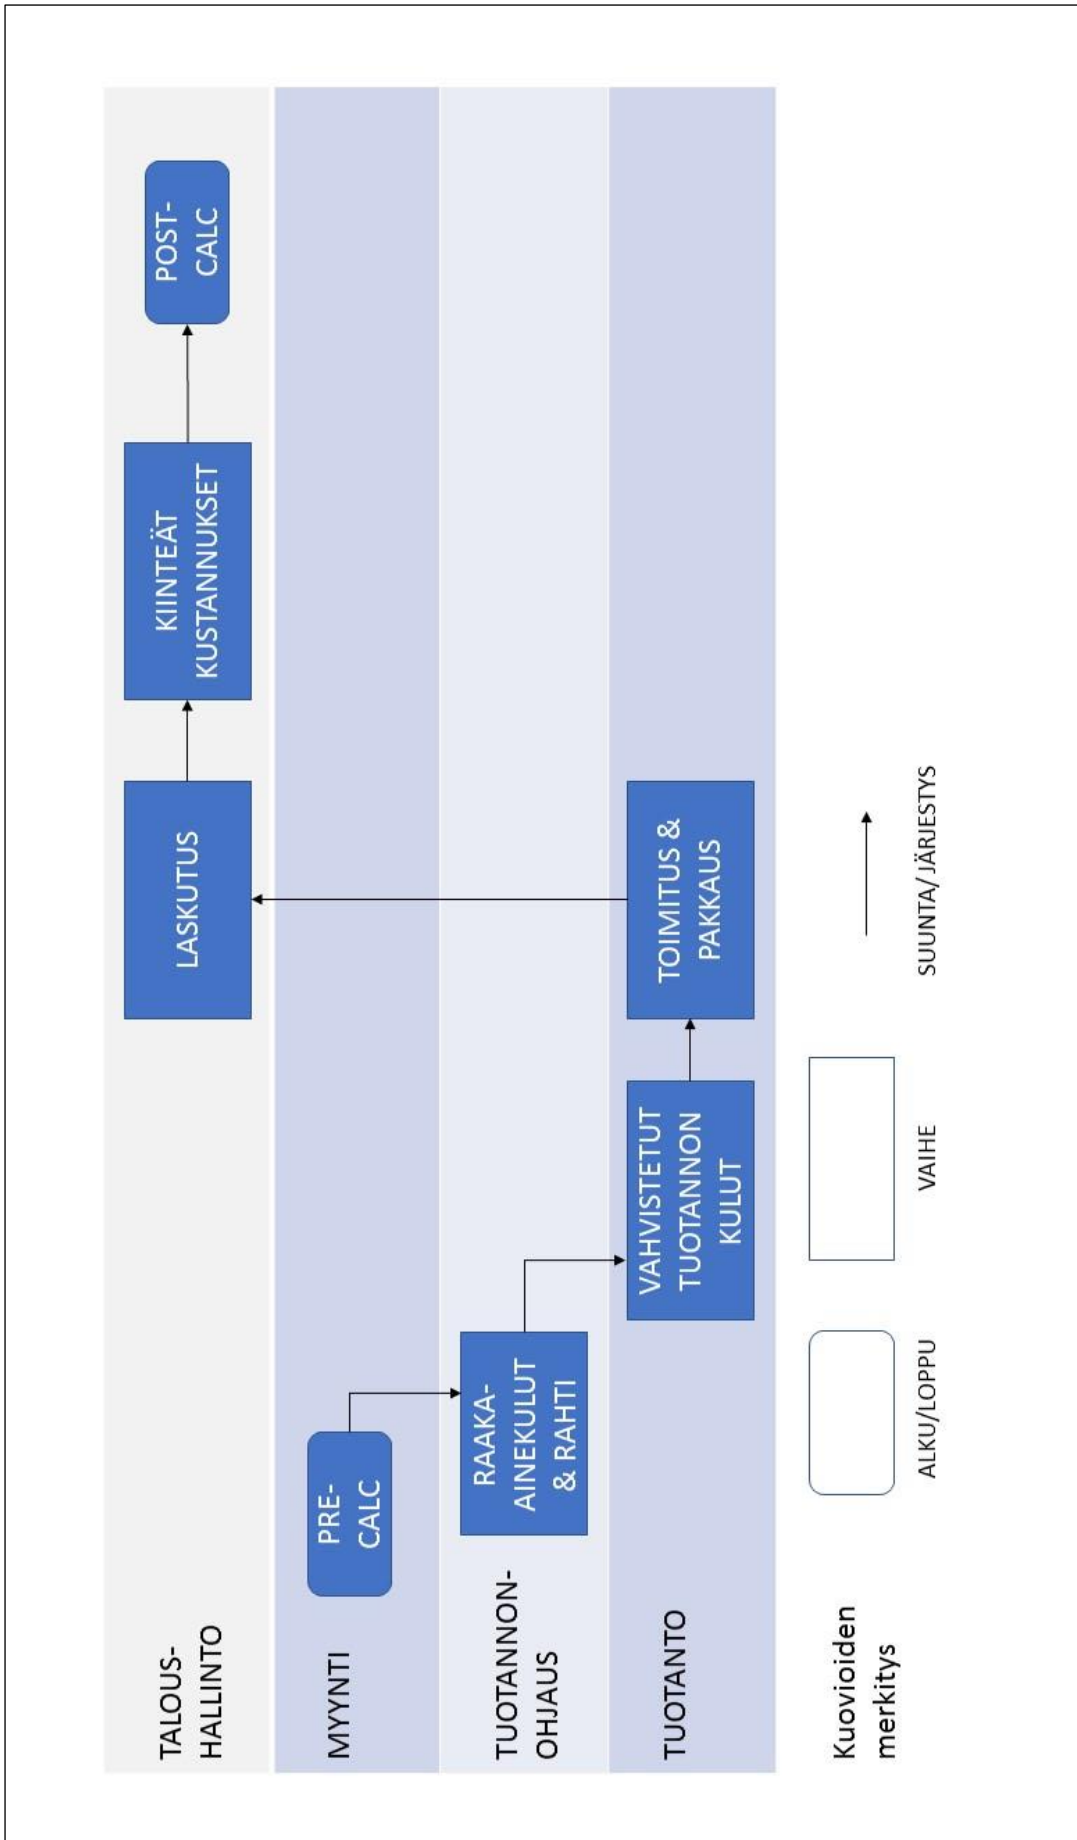 TALOUS-
HALLINTO
LASKUTUS
KIINTEÄT
KUSTANNUKSET
POST-
CALC
MYYNTI
PRE-
CALC
TUOTANNON-
OHJAUS
RAAKA-
AINEKULUT
& RAHTI
TUOTANTO
VAHVISTETUT
TUOTANNON
KULUT
TOIMITUS &
PAKKAUS
Kuovioiden
merkitys
ALKU/LOPPU
VAIHE
SUUNTA/JÄRJESTYS